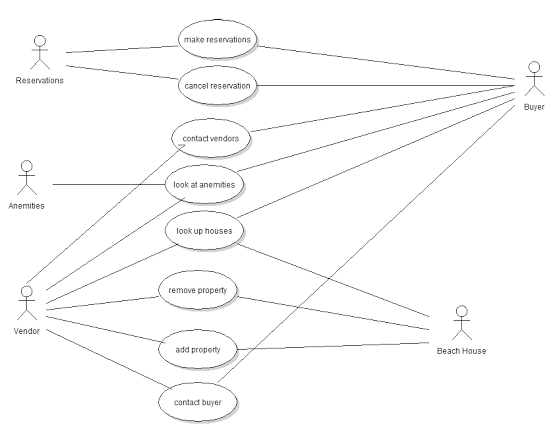 make reservations
Reservations
cancel reservation
Buyer
contact vendors
look at anemities
Anemities
look up houses
remove property
Vendor
add property
Beach House
contact buyer